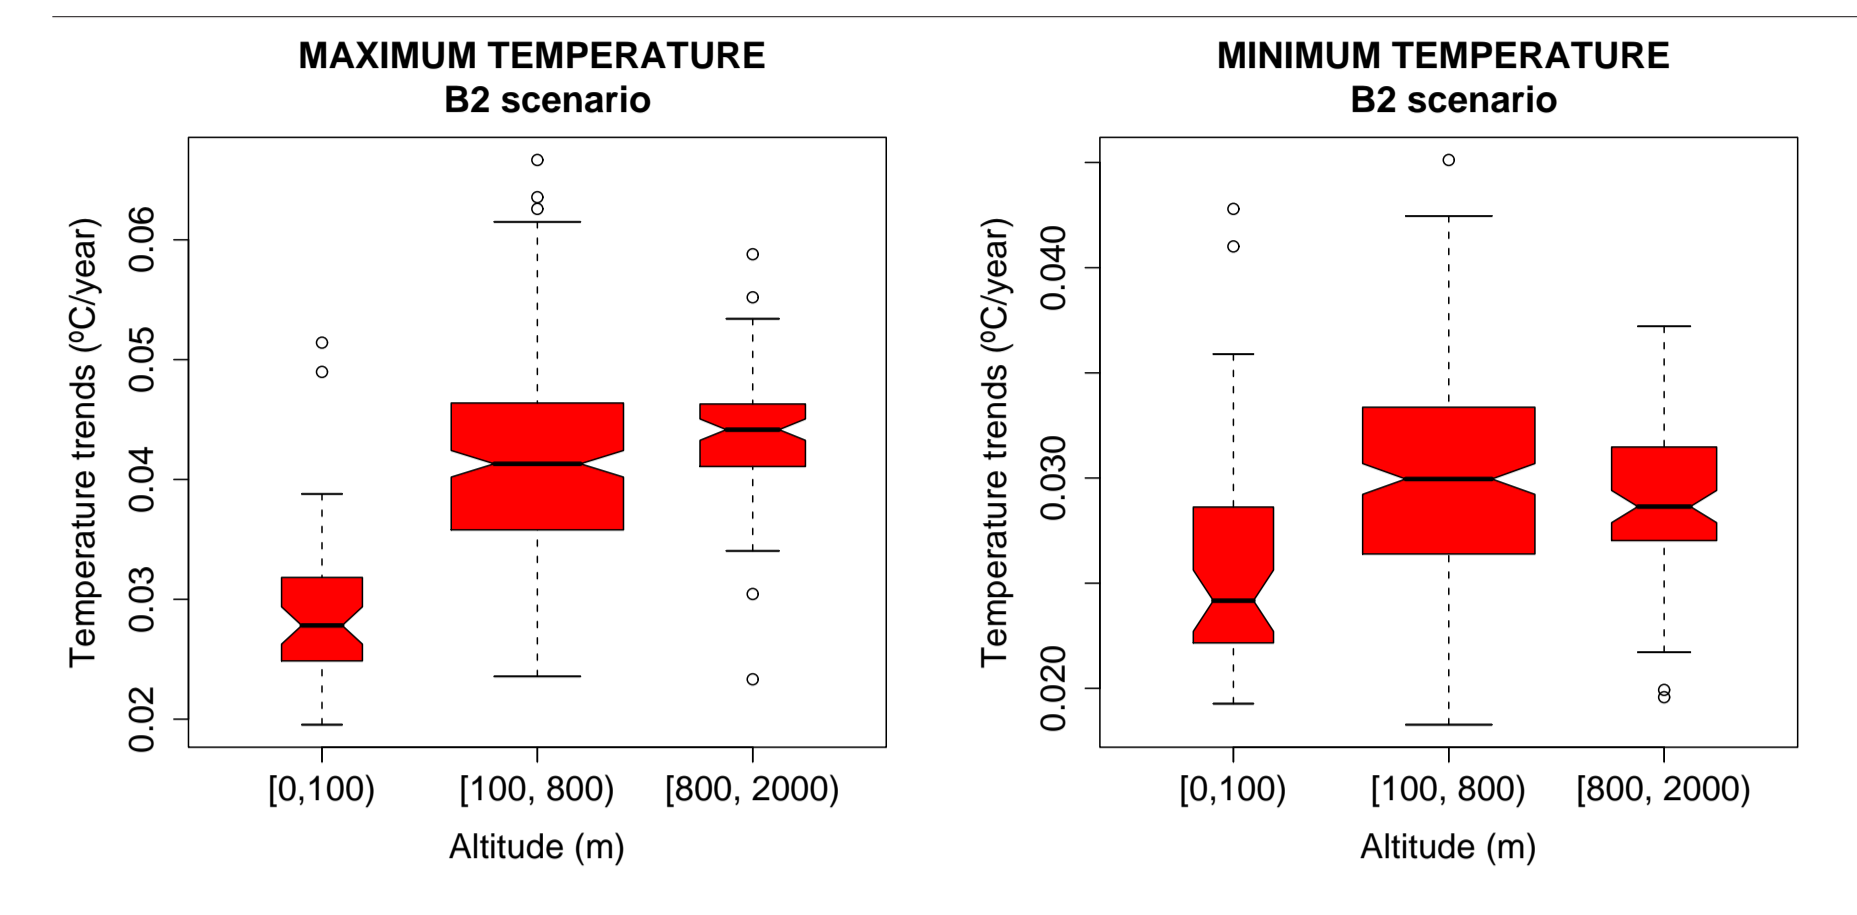 MAXIMUM TEMPERATURE
B2 scenario
Temperature trends (ºC/year)
0.06
0.05
0.04
0.03
0.02
[0,100)
[100, 800)
[800, 2000)
Altitude (m)
MINIMUM TEMPERATURE
B2 scenario
Temperature trends (ºC/year)
0.040
0.030
0.020
[0,100)
[100, 800)
[800, 2000)
Altitude (m)